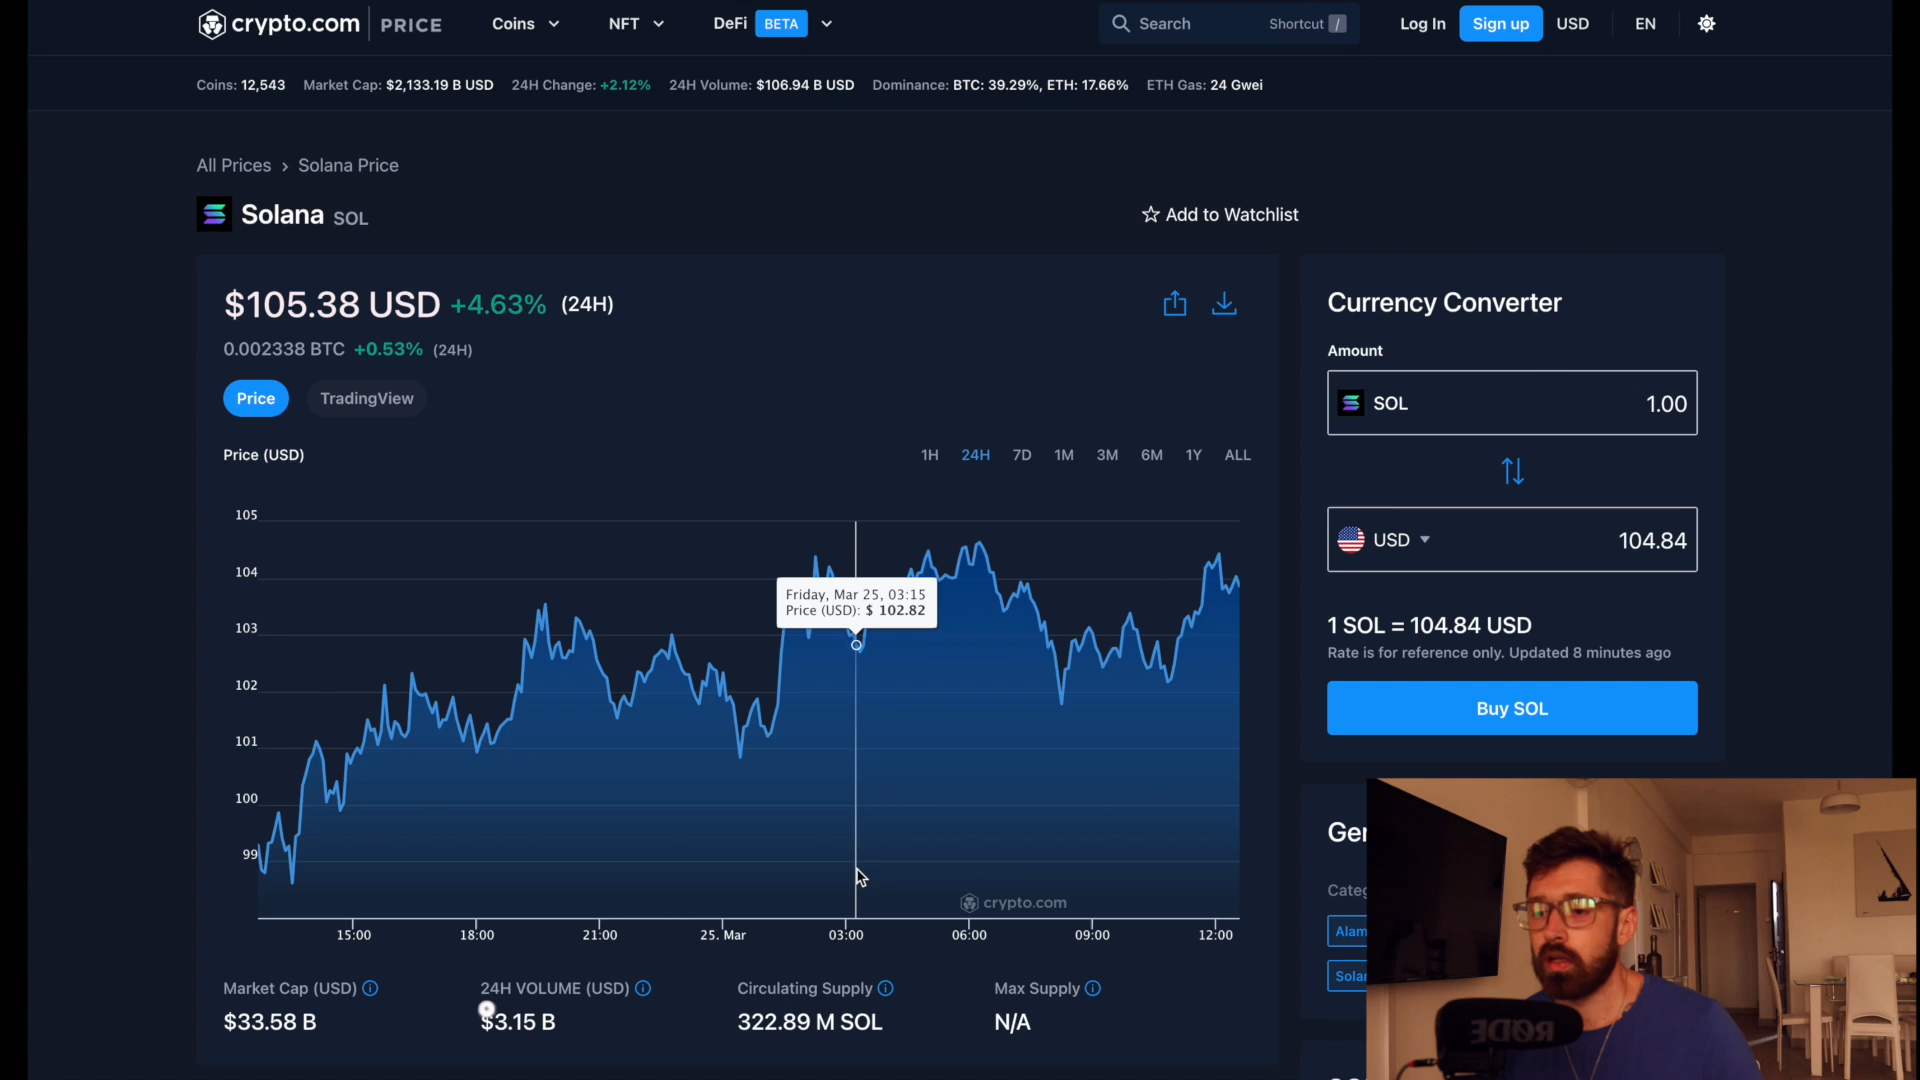 crypto.com PRICE Coins NFT DeFi BETA Search Shortcut / Log In Sign up USD EN
Coins: 12,543 Market Cap: $2,133.19 B USD 24H Change: +2.12% 24H Volume: $106.94 B USD Dominance: BTC: 39.29%, ETH: 17.66% ETH Gas: 24 Gwei
All Prices › Solana Price
Solana SOL
Add to Watchlist
$105.38 USD +4.63% (24H)
0.002338 BTC +0.53% (24H)
Price TradingView
Price (USD)
1H 24H 7D 1M 3M 6M 1Y ALL
105
104
103
102
101
100
99
Friday, Mar 25, 03:15
Price (USD): $ 102.82
crypto.com
15:00 18:00 21:00 25. Mar 03:00 06:00 09:00 12:00
Market Cap (USD)
$33.58 B
24H VOLUME (USD)
$3.15 B
Circulating Supply
322.89 M SOL
Max Supply
N/A
Currency Converter
Amount
SOL 1.00
USD 104.84
1 SOL = 104.84 USD
Rate is for reference only. Updated 8 minutes ago
Buy SOL
Ger
Categ
Alam
Solar
RØDE